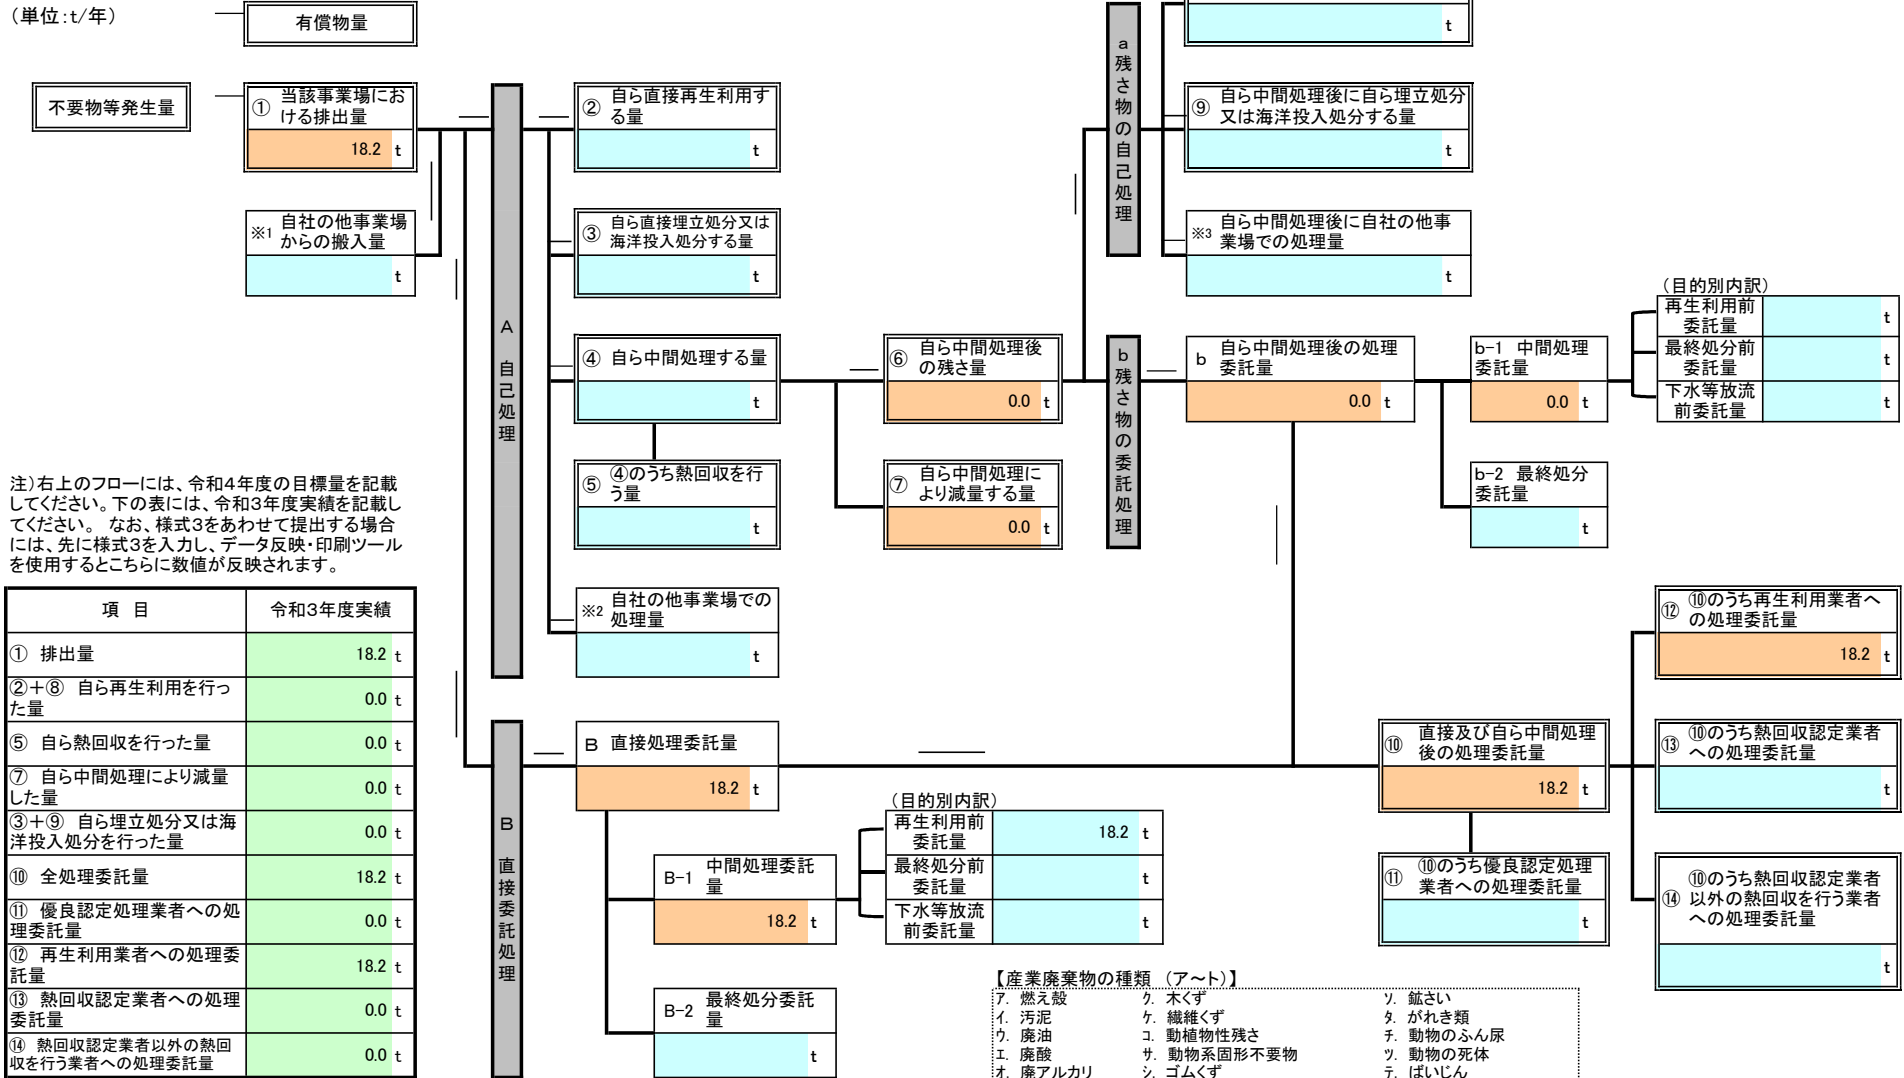 （単位:t/年）
有償物量
不要物等発生量
① 当該事業場にお
ける排出量
18.2 t
※1 自社の他事業場
からの搬入量
t
A 自己処理
② 自ら直接再生利用す
る量
t
③ 自ら直接埋立処分又は
海洋投入処分する量
t
④ 自ら中間処理する量
t
⑤ ④のうち熱回収を行
う量
t
※2 自社の他事業場での
処理量
t
⑥ 自ら中間処理後
の残さ量
0.0 t
⑦ 自ら中間処理に
より減量する量
0.0 t
a 残さ物の自己処理
t
⑨ 自ら中間処理後に自ら埋立処分
又は海洋投入処分する量
t
※3 自ら中間処理後に自社の他事
業場での処理量
t
b 残さ物の委託処理
b 自ら中間処理後の処理
委託量
0.0 t
b-1 中間処理
委託量
0.0 t
b-2 最終処分
委託量
t
（目的別内訳）
再生利用前
委託量
t
最終処分前
委託量
t
下水等放流
前委託量
t
注）右上のフローには、令和4年度の目標量を記載
してください。下の表には、令和3年度実績を記載し
てください。 なお、様式3をあわせて提出する場合
には、先に様式3を入力し、データ反映・印刷ツール
を使用するとこちらに数値が反映されます。
項 目 令和3年度実績
① 排出量 18.2 t
②＋⑧ 自ら再生利用を行っ
た量 0.0 t
⑤ 自ら熱回収を行った量 0.0 t
⑦ 自ら中間処理により減量
した量 0.0 t
③＋⑨ 自ら埋立処分又は海
洋投入処分を行った量 0.0 t
⑩ 全処理委託量 18.2 t
⑪ 優良認定処理業者への処
理委託量 0.0 t
⑫ 再生利用業者への処理委
託量 18.2 t
⑬ 熱回収認定業者への処理
委託量 0.0 t
⑭ 熱回収認定業者以外の熱回
収を行う業者への処理委託量 0.0 t
B 直接委託処理
B 直接処理委託量
18.2 t
B-1 中間処理委託
量
18.2 t
B-2 最終処分委託
量
t
（目的別内訳）
再生利用前
委託量
18.2 t
最終処分前
委託量
t
下水等放流
前委託量
t
⑩ 直接及び自ら中間処理
後の処理委託量
18.2 t
⑪ ⑩のうち優良認定処理
業者への処理委託量
t
⑫ ⑩のうち再生利用業者へ
の処理委託量
18.2 t
⑬ ⑩のうち熱回収認定業者
への処理委託量
t
⑭ ⑩のうち熱回収認定業者
以外の熱回収を行う業者
への処理委託量
t
【産業廃棄物の種類 （ア～ト）】
ア. 燃え殻 ク. 木くず ソ. 鉱さい
イ. 汚泥 ケ. 繊維くず タ. がれき類
ウ. 廃油 コ. 動植物性残さ チ. 動物のふん尿
エ. 廃酸 サ. 動物系固形不要物 ツ. 動物の死体
オ. 廃アルカリ シ. ゴムくず テ. ばいじん